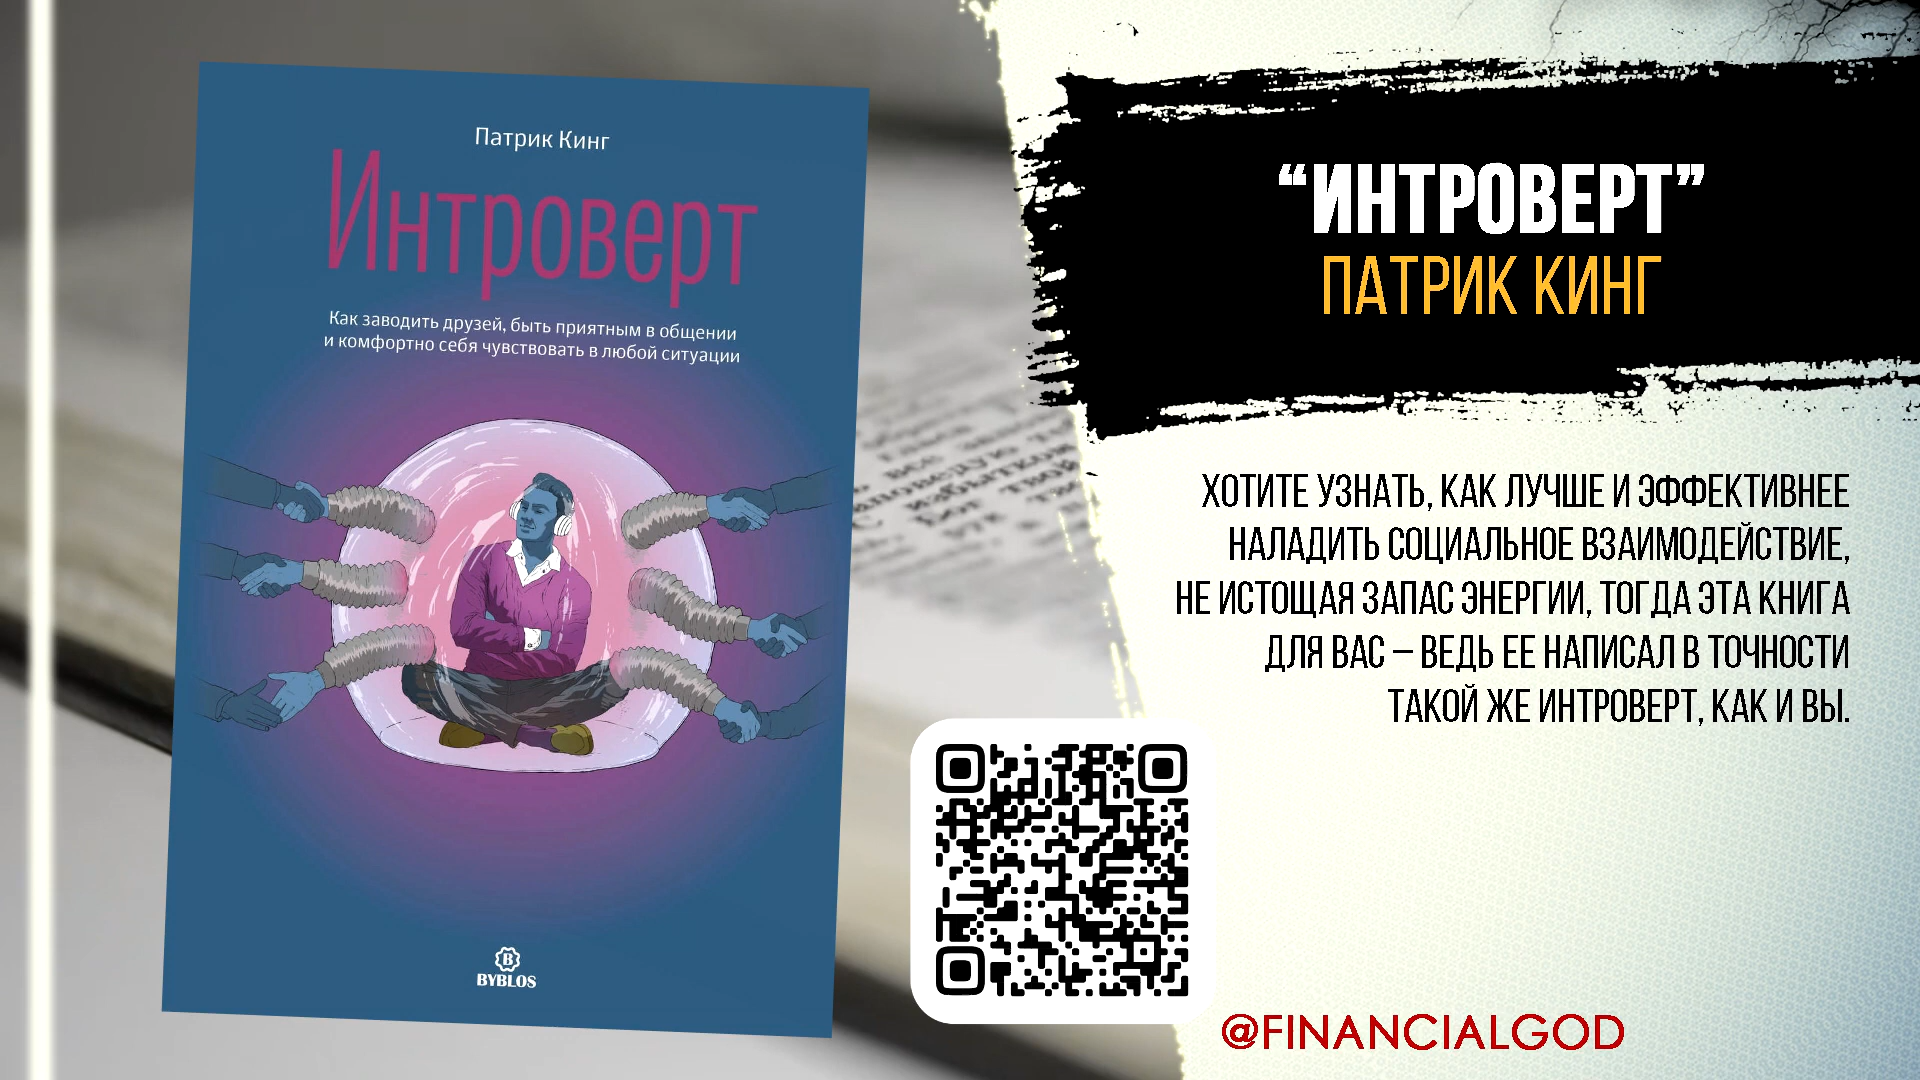 Патрик Кинг
Интроверт
Как заводить друзей, быть приятным в общении
и комфортно себя чувствовать в любой ситуации
B
BYBLOS
“ИНТРОВЕРТ”
ПАТРИК КИНГ
ХОТИТЕ УЗНАТЬ, КАК ЛУЧШЕ И ЭФФЕКТИВНЕЕ
НАЛАДИТЬ СОЦИАЛЬНОЕ ВЗАИМОДЕЙСТВИЕ,
НЕ ИСТОЩАЯ ЗАПАС ЭНЕРГИИ, ТОГДА ЭТА КНИГА
ДЛЯ ВАС – ВЕДЬ ЕЕ НАПИСАЛ В ТОЧНОСТИ
ТАКОЙ ЖЕ ИНТРОВЕРТ, КАК И ВЫ.
@FINANCIALGOD